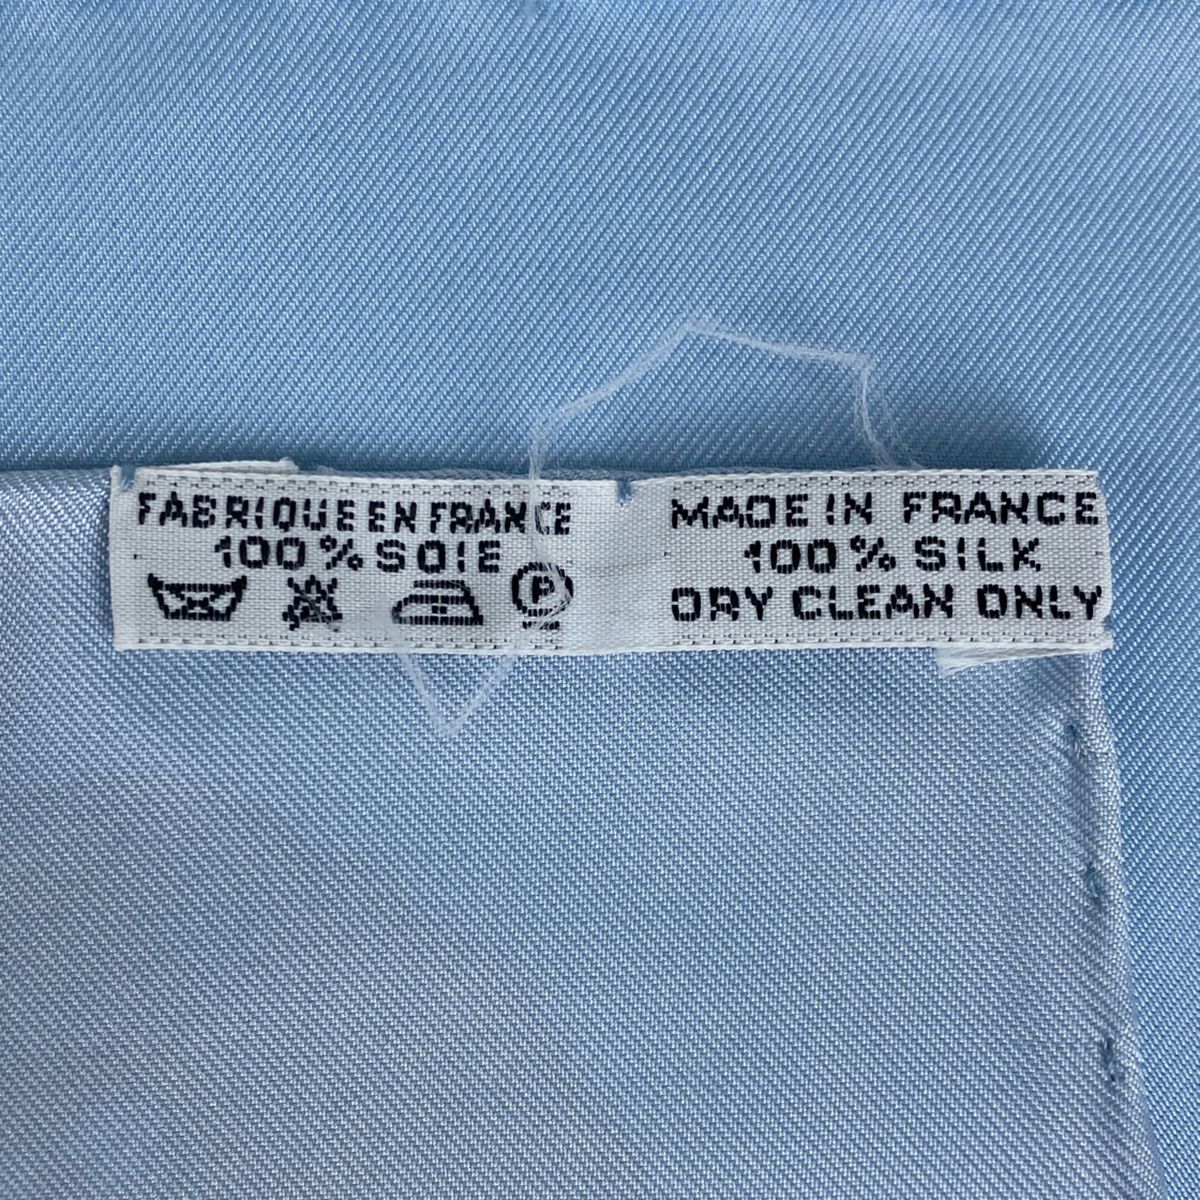 FABRIQUE EN FRANCE
100% SOIE
P
MADE IN FRANCE
100% SILK
DRY CLEAN ONLY